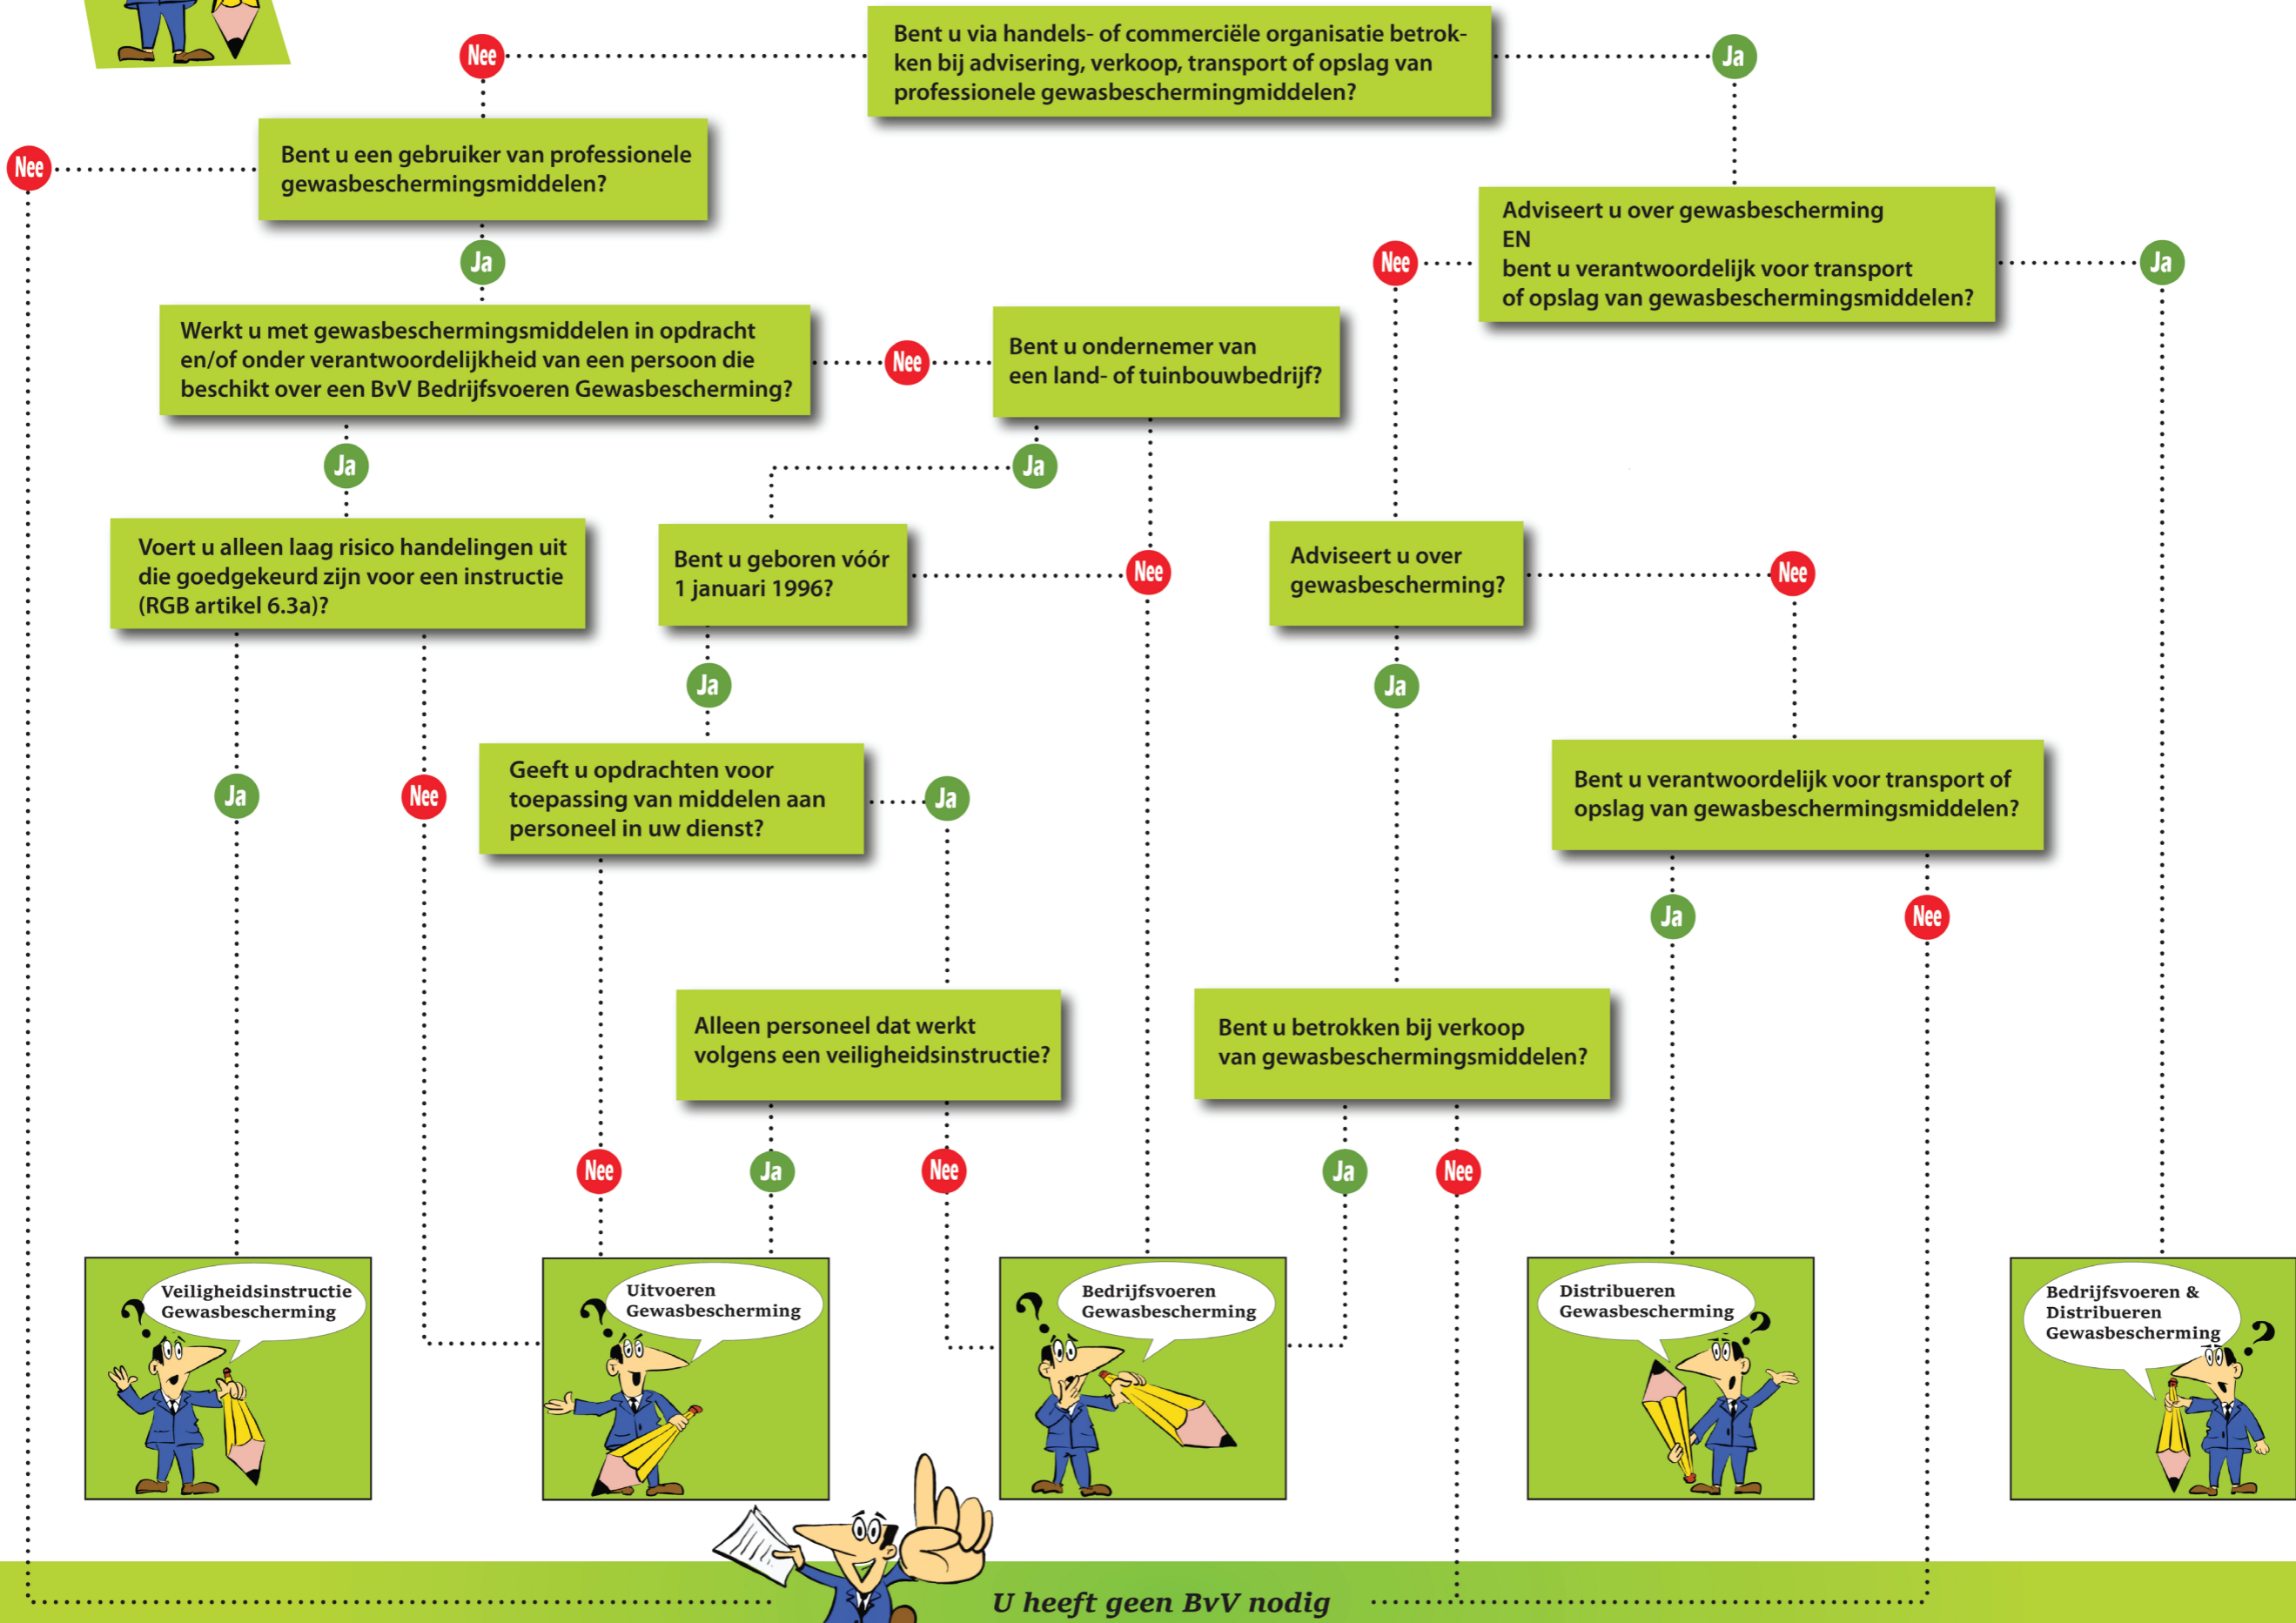 Bent u via handels- of commerciële organisatie betrok-
ken bij advisering, verkoop, transport of opslag van
professionele gewasbeschermingmiddelen?
Nee
Ja
Bent u een gebruiker van professionele
gewasbeschermingsmiddelen?
Nee
Ja
Adviseert u over gewasbescherming
EN
bent u verantwoordelijk voor transport
of opslag van gewasbeschermingsmiddelen?
Nee
Ja
Werkt u met gewasbeschermingsmiddelen in opdracht
en/of onder verantwoordelijkheid van een persoon die
beschikt over een BvV Bedrijfsvoeren Gewasbescherming?
Nee
Ja
Bent u ondernemer van
een land- of tuinbouwbedrijf?
Ja
Nee
Voert u alleen laag risico handelingen uit
die goedgekeurd zijn voor een instructie
(RGB artikel 6.3a)?
Ja
Nee
Bent u geboren vóór
1 januari 1996?
Ja
Adviseert u over
gewasbescherming?
Nee
Ja
Geeft u opdrachten voor
toepassing van middelen aan
personeel in uw dienst?
Ja
Nee
Bent u verantwoordelijk voor transport of
opslag van gewasbeschermingsmiddelen?
Ja
Nee
Alleen personeel dat werkt
volgens een veiligheidsinstructie?
Ja
Nee
Bent u betrokken bij verkoop
van gewasbeschermingsmiddelen?
Ja
Nee
?
Veiligheidsinstructie
Gewasbescherming
?
Uitvoeren
Gewasbescherming
?
Bedrijfsvoeren
Gewasbescherming
Distribueren
Gewasbescherming
?
Bedrijfsvoeren &
Distribueren
Gewasbescherming
?
U heeft geen BvV nodig